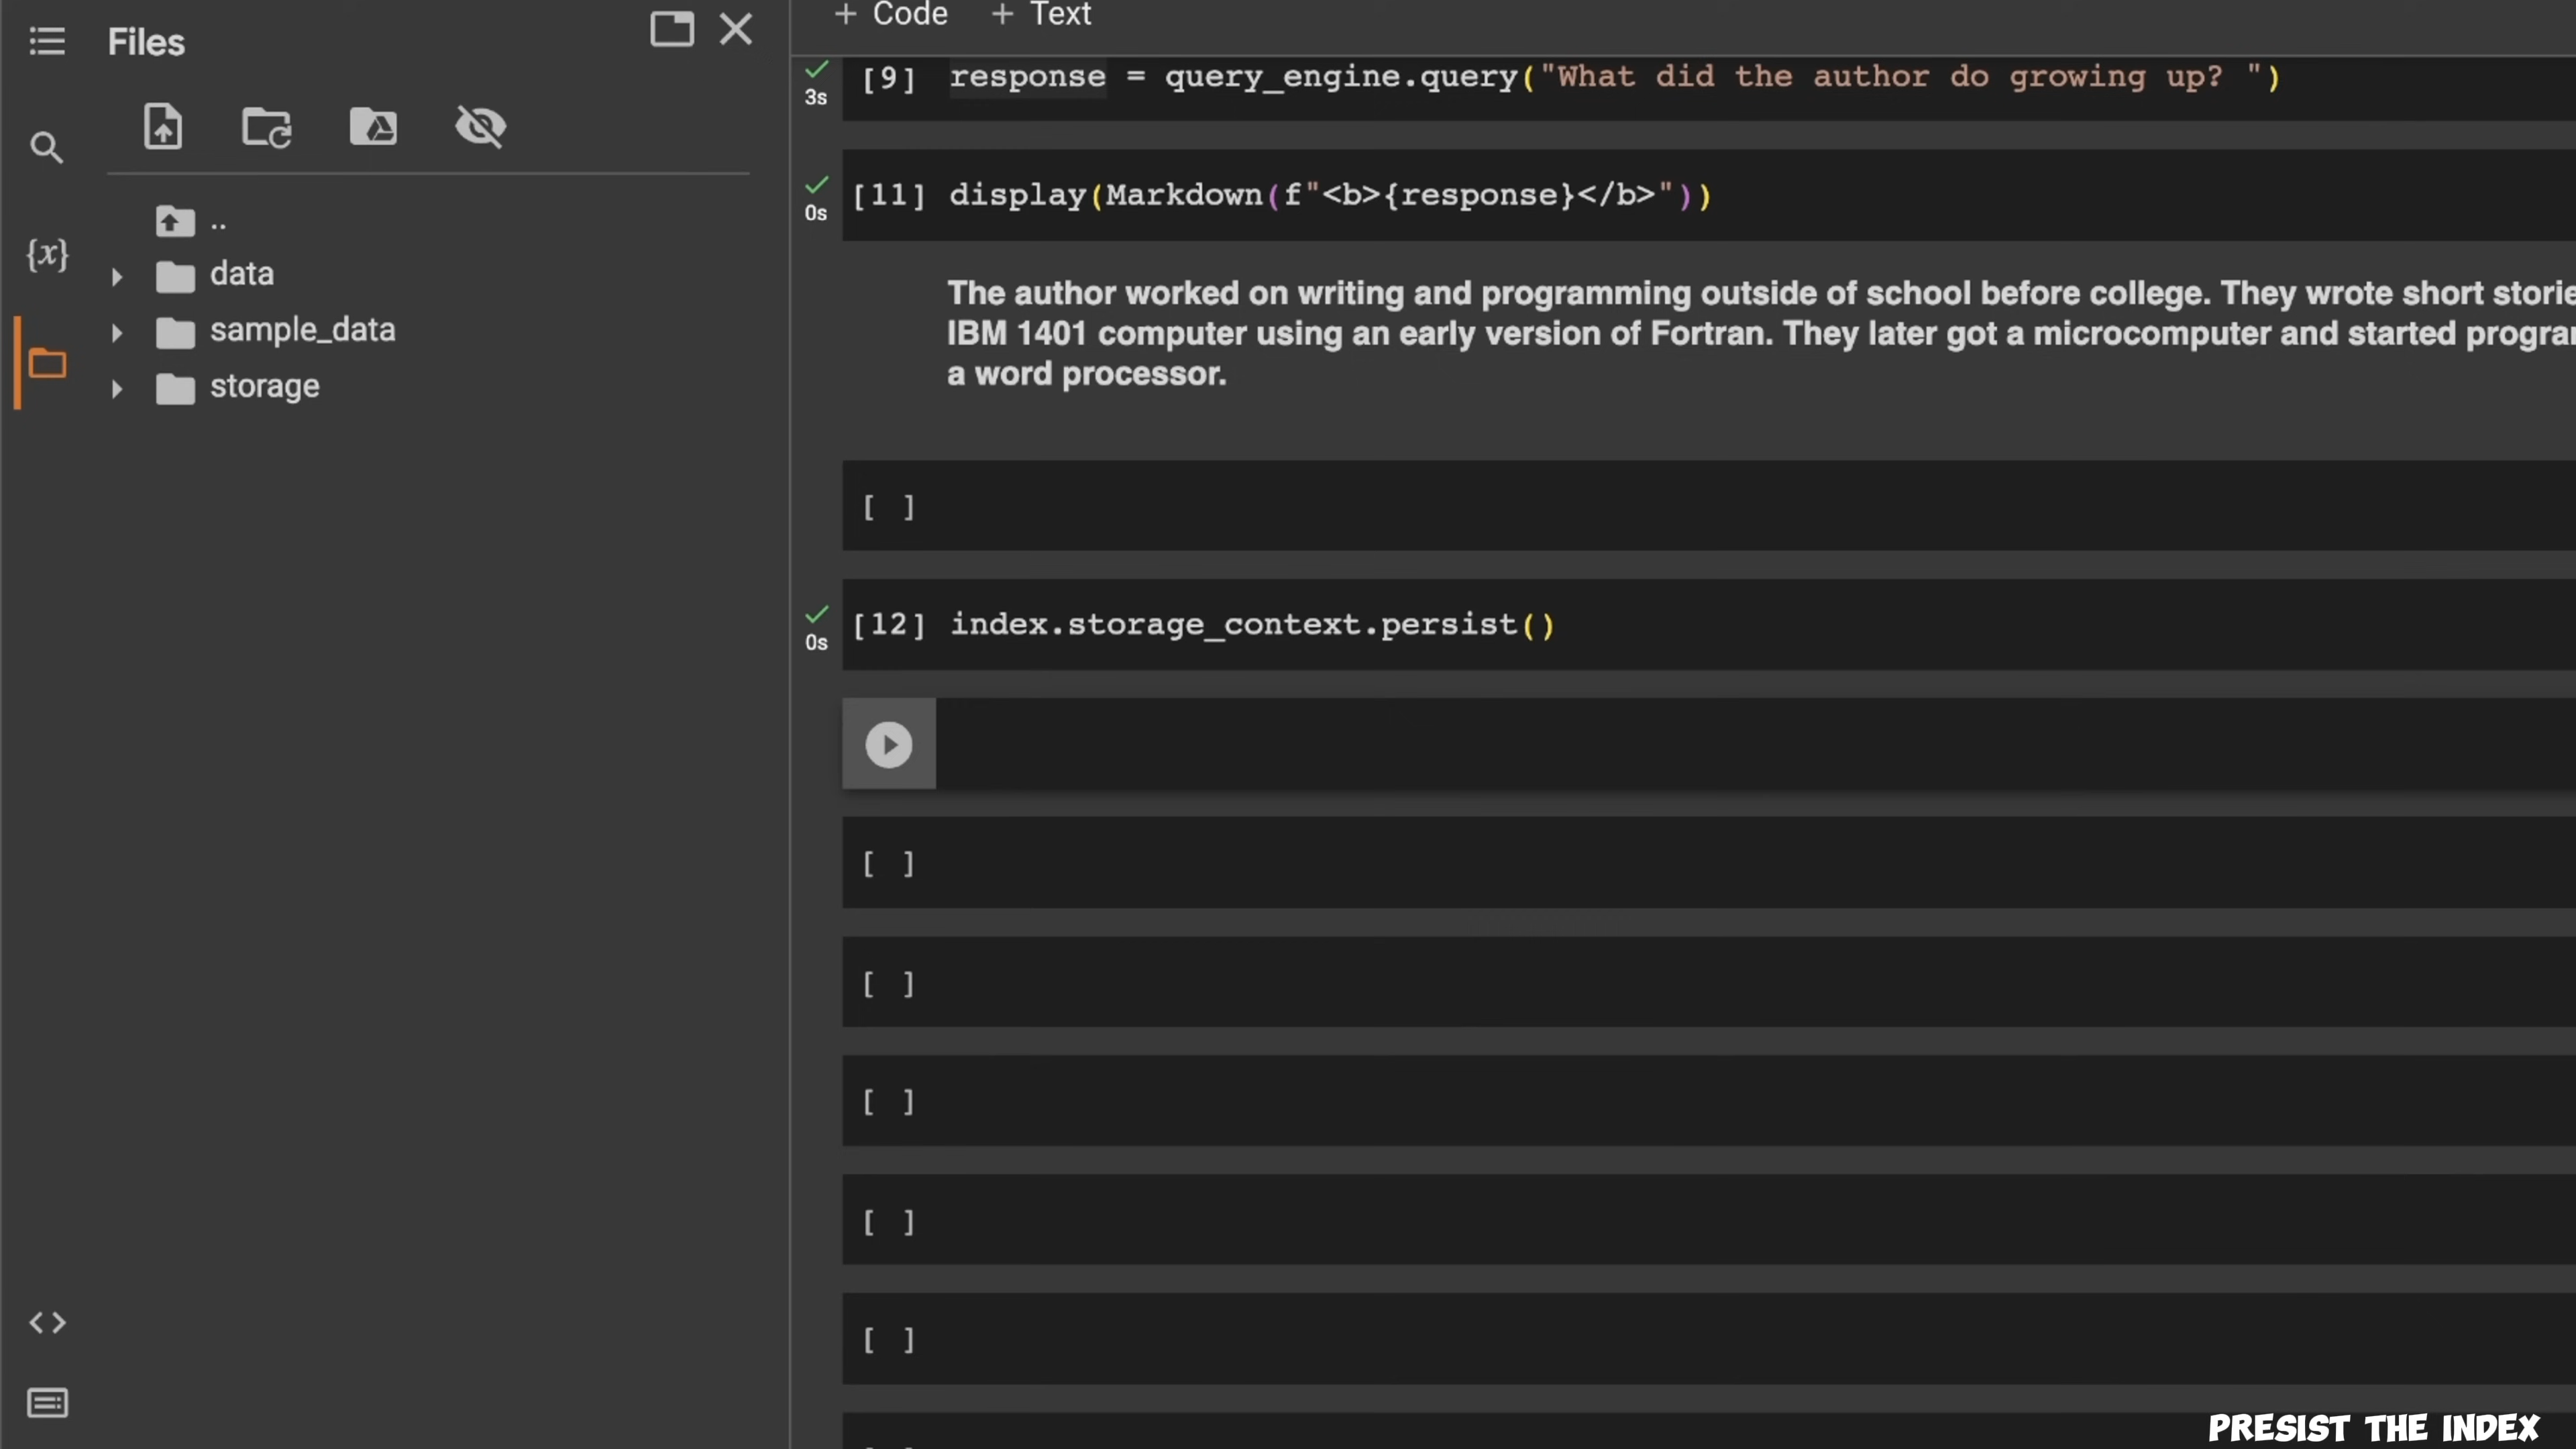 Files
..
data
sample_data
storage
{x}
+ Code + Text
3s [9] response = query_engine.query("What did the author do growing up? ")
0s [11] display(Markdown(f"<b>{response}</b>"))
The author worked on writing and programming outside of school before college. They wrote short storie
IBM 1401 computer using an early version of Fortran. They later got a microcomputer and started progra
a word processor.
[ ]
0s [12] index.storage_context.persist()
[ ]
[ ]
[ ]
[ ]
[ ]
PRESIST THE INDEX